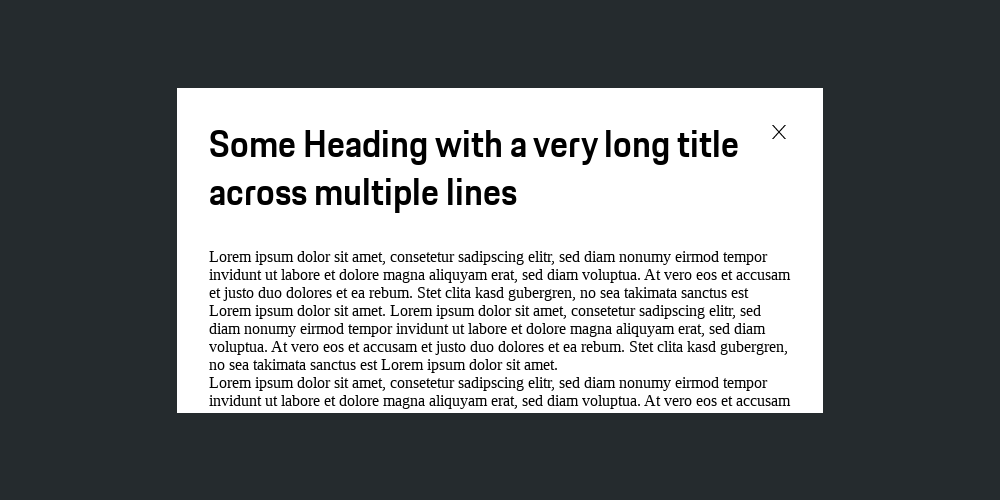 Some Heading with a very long title
across multiple lines
Lorem ipsum dolor sit amet, consetetur sadipscing elitr, sed diam nonumy eirmod tempor
invidunt ut labore et dolore magna aliquyam erat, sed diam voluptua. At vero eos et accusam
et justo duo dolores et ea rebum. Stet clita kasd gubergren, no sea takimata sanctus est
Lorem ipsum dolor sit amet. Lorem ipsum dolor sit amet, consetetur sadipscing elitr, sed
diam nonumy eirmod tempor invidunt ut labore et dolore magna aliquyam erat, sed diam
voluptua. At vero eos et accusam et justo duo dolores et ea rebum. Stet clita kasd gubergren,
no sea takimata sanctus est Lorem ipsum dolor sit amet.
Lorem ipsum dolor sit amet, consetetur sadipscing elitr, sed diam nonumy eirmod tempor
invidunt ut labore et dolore magna aliquyam erat, sed diam voluptua. At vero eos et accusam